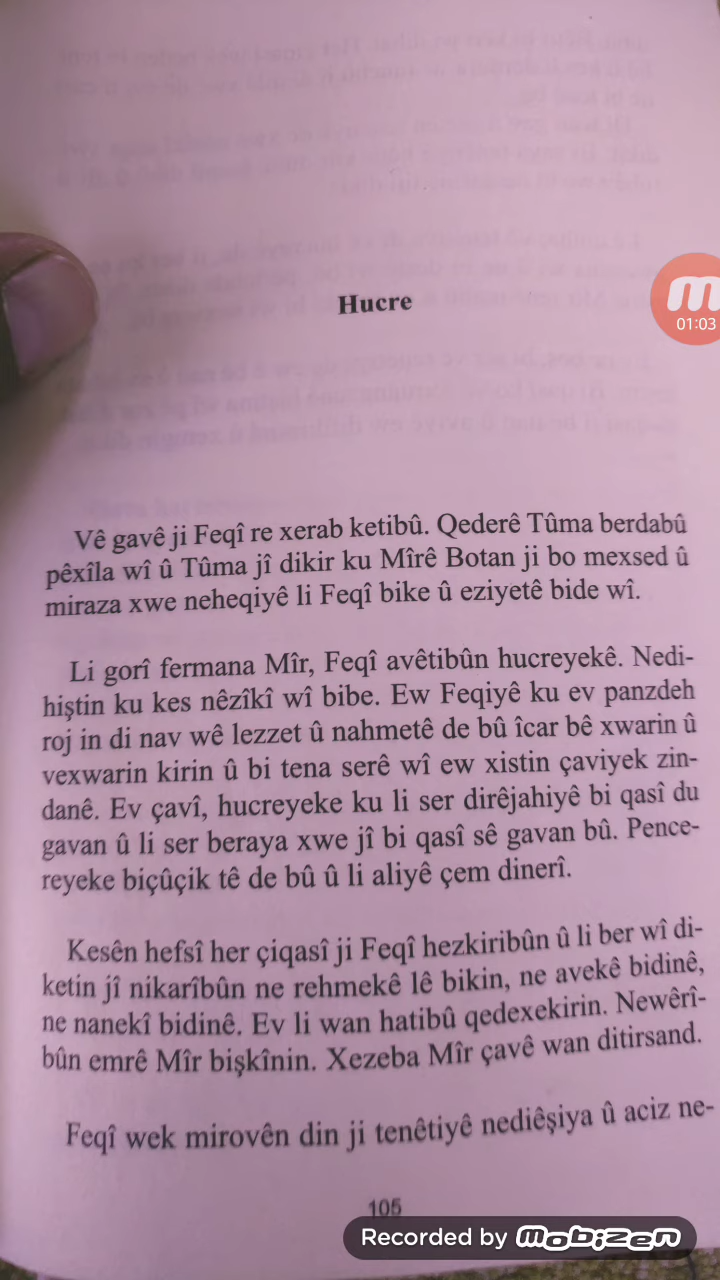 Hucre
01:03
Vê gavê ji Feqî re xerab ketibû. Qederê Tûma berdabû
pêxîla wî û Tûma jî dikir ku Mîrê Botan ji bo mexsed û
miraza xwe neheqiyê li Feqî bike û eziyetê bide wî.
Li gorî fermana Mîr, Feqî avêtibûn hucreyekê. Nedi-
hiştin ku kes nêzîkî wî bibe. Ew Feqiyê ku ev panzdeh
roj in di nav wê lezzet û nahmetê de bû îcar bê xwarin û
vexwarin kirin û bi tena serê wî ew xistin çaviyek zin-
danê. Ev çavî, hucreyeke ku li ser dirêjahiyê bi qasî du
gavan û li ser beraya xwe jî bi qasî sê gavan bû. Pence-
reyeke biçûçik tê de bû û li aliyê çem dinerî.
Kesên hefsî her çiqasî ji Feqî hezkiribûn û li ber wî di-
ketin jî nikarîbûn ne rehmekê lê bikin, ne avekê bidinê,
ne nanekî bidinê. Ev li wan hatibû qedexekirin. Newêrî-
bûn emrê Mîr bişkînin. Xezeba Mîr çavê wan ditirsand.
Feqî wek mirovên din ji tenêtiyê nediêşiya û aciz ne-
105
Recorded by mobizen